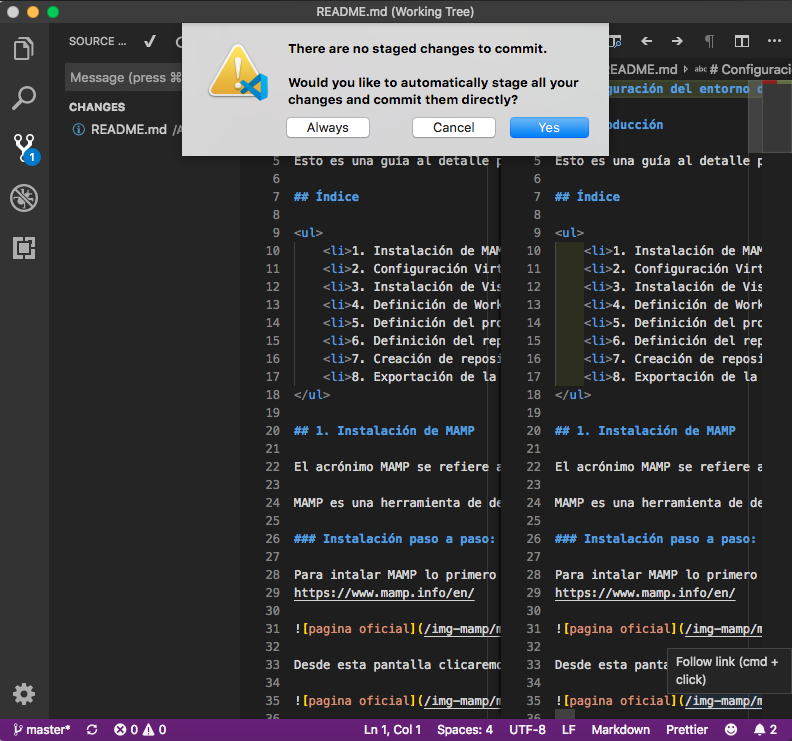 README.md (Working Tree)
SOURCE ...
There are no staged changes to commit.
Would you like to automatically stage all your
changes and commit them directly?
Always
Cancel
Yes
Message (press ⌘
CHANGES
README.md
1
EADME.md
abc # Configuraci
guración del entorno d
oducción
5 Esto es una guía al detalle p
6
7 ## Índice
8
9 <ul>
10 <li>1. Instalación de MAM
11 <li>2. Configuración Virt
12 <li>3. Instalación de Vis
13 <li>4. Definición de Work
14 <li>5. Definición del pro
15 <li>6. Definición del rep
16 <li>7. Creación de reposi
17 <li>8. Exportación de la
18 </ul>
19
20 ## 1. Instalación de MAMP
21
22 El acrónimo MAMP se refiere a
23
24 MAMP es una herramienta de de
25
26 ### Instalación paso a paso:
27
28 Para intalar MAMP lo primero
29 https://www.mamp.info/en/
30
31 ![pagina oficial](/img-mamp/m
32
33 Desde esta pantalla clicaremo
34
35 ![pagina oficial](/img-mamp/m
36
5 Esto es una guía al detalle p
6
7 ## Índice
8
9 <ul>
10 <li>1. Instalación de MAM
11 <li>2. Configuración Virt
12 <li>3. Instalación de Vis
13 <li>4. Definición de Work
14 <li>5. Definición del pro
15 <li>6. Definición del rep
16 <li>7. Creación de reposi
17 <li>8. Exportación de la
18 </ul>
19
20 ## 1. Instalación de MAMP
21
22 El acrónimo MAMP se refiere a
23
24 MAMP es una herramienta de de
25
26 ### Instalación paso a paso:
27
28 Para intalar MAMP lo primero
29 https://www.mamp.info/en/
30
31 ![pagina oficial](/img-mamp/m
32
33 Desde esta panta
34
35 ![pagina oficial](/img-mamp/m
Follow link (cmd +
click)
master* 0 0 Ln 1, Col 1 Spaces: 4 UTF-8 LF Markdown Prettier 2